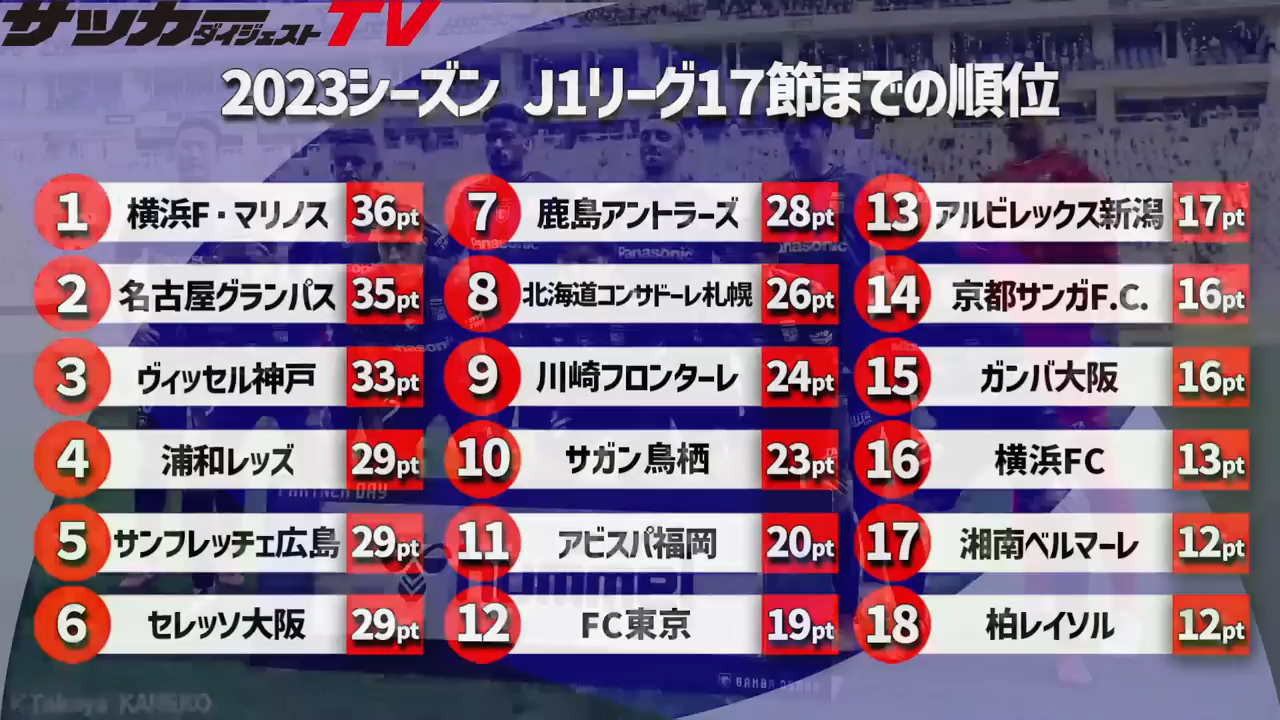 サッカーダイジェストTV
2023シーズン J1リーグ17節までの順位
1 横浜F・マリノス 36pt
2 名古屋グランパス 35pt
3 ヴィッセル神戸 33pt
4 浦和レッズ 29pt
5 サンフレッチェ広島 29pt
6 セレッソ大阪 29pt
7 鹿島アントラーズ 28pt
8 北海道コンサドーレ札幌 26pt
9 川崎フロンターレ 24pt
10 サガン鳥栖 23pt
11 アビスパ福岡 20pt
12 FC東京 19pt
13 アルビレックス新潟 17pt
14 京都サンガF.C. 16pt
15 ガンバ大阪 16pt
16 横浜FC 13pt
17 湘南ベルマーレ 12pt
18 柏レイソル 12pt
Panasonic
Panasonic
Panasonic
PARTNER DAY
GAMBA OSAKA
Takuya KANEKO